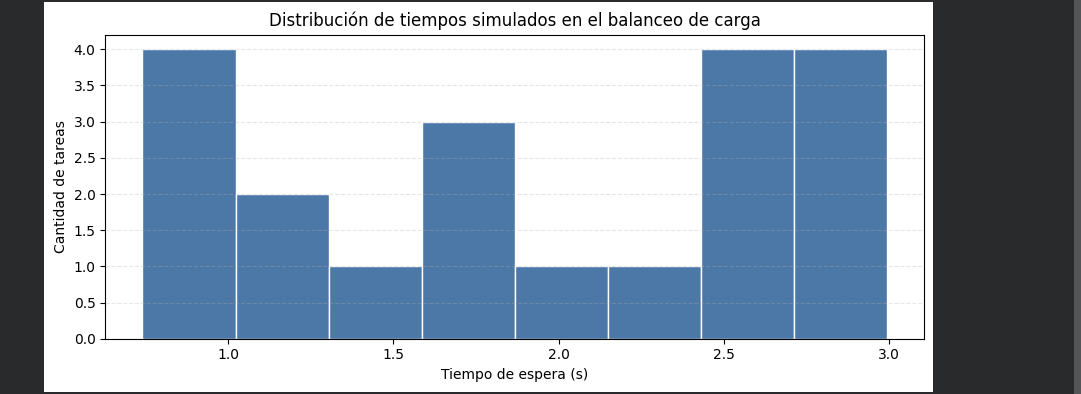 Distribución de tiempos simulados en el balanceo de carga
Cantidad de tareas
4.0
3.5
3.0
2.5
2.0
1.5
1.0
0.5
0.0
1.0 1.5 2.0 2.5 3.0
Tiempo de espera (s)